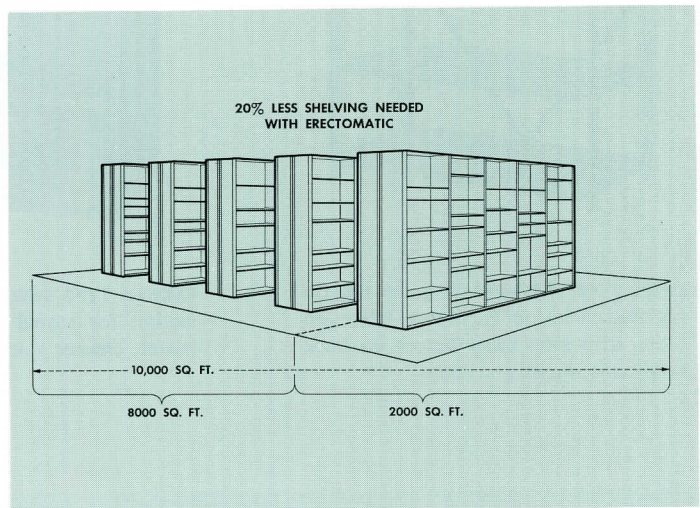 20% LESS SHELVING NEEDED
WITH ERECTOMATIC
10,000 SQ. FT.
8000 SQ. FT.
2000 SQ. FT.